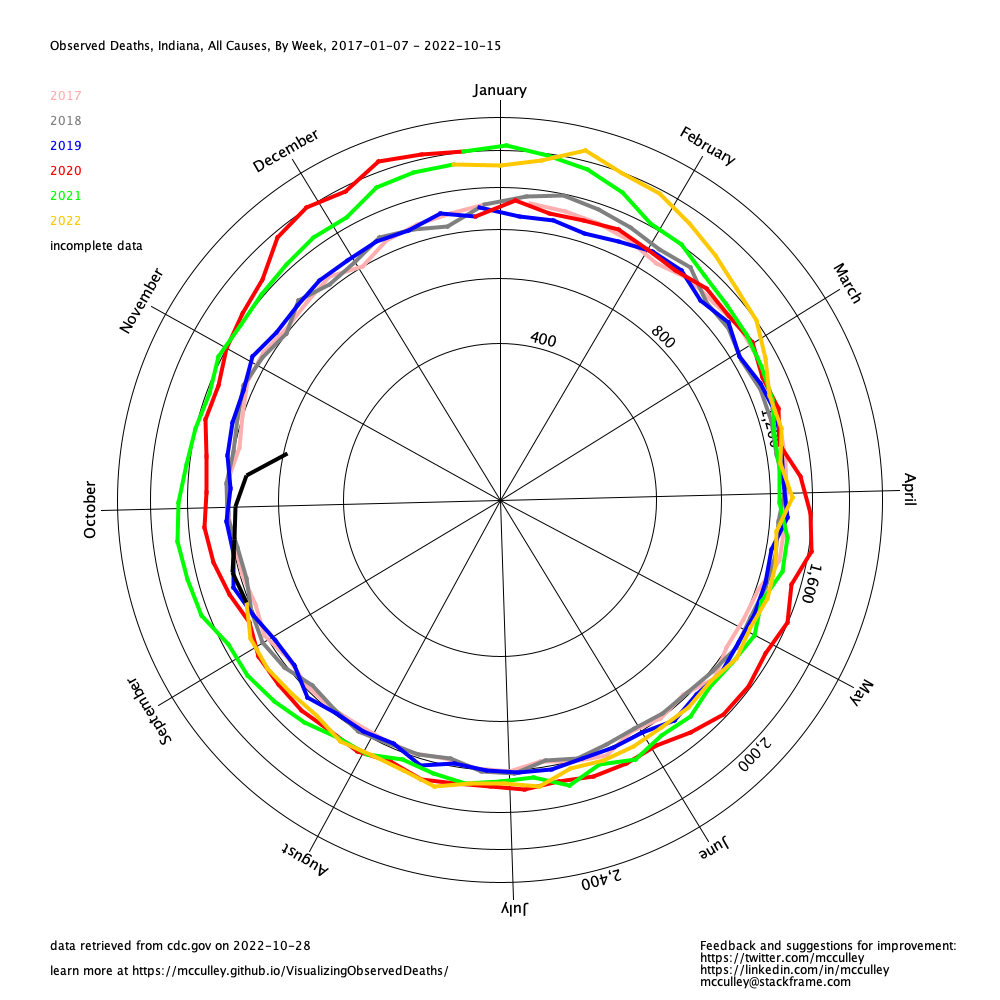 Observed Deaths, Indiana, All Causes, By Week, 2017-01-07 - 2022-10-15
January
2017
2018
2019
2020
2021
2022
incomplete data
December
February
November
March
400
800
1,200
October
April
1,600
September
May
2,000
August
June
2,400
July
data retrieved from cdc.gov on 2022-10-28
learn more at https://mcculley.github.io/VisualizingObservedDeaths/
Feedback and suggestions for improvement:
https://twitter.com/mcculley
https://linkedin.com/in/mcculley
mcculley@stackframe.com